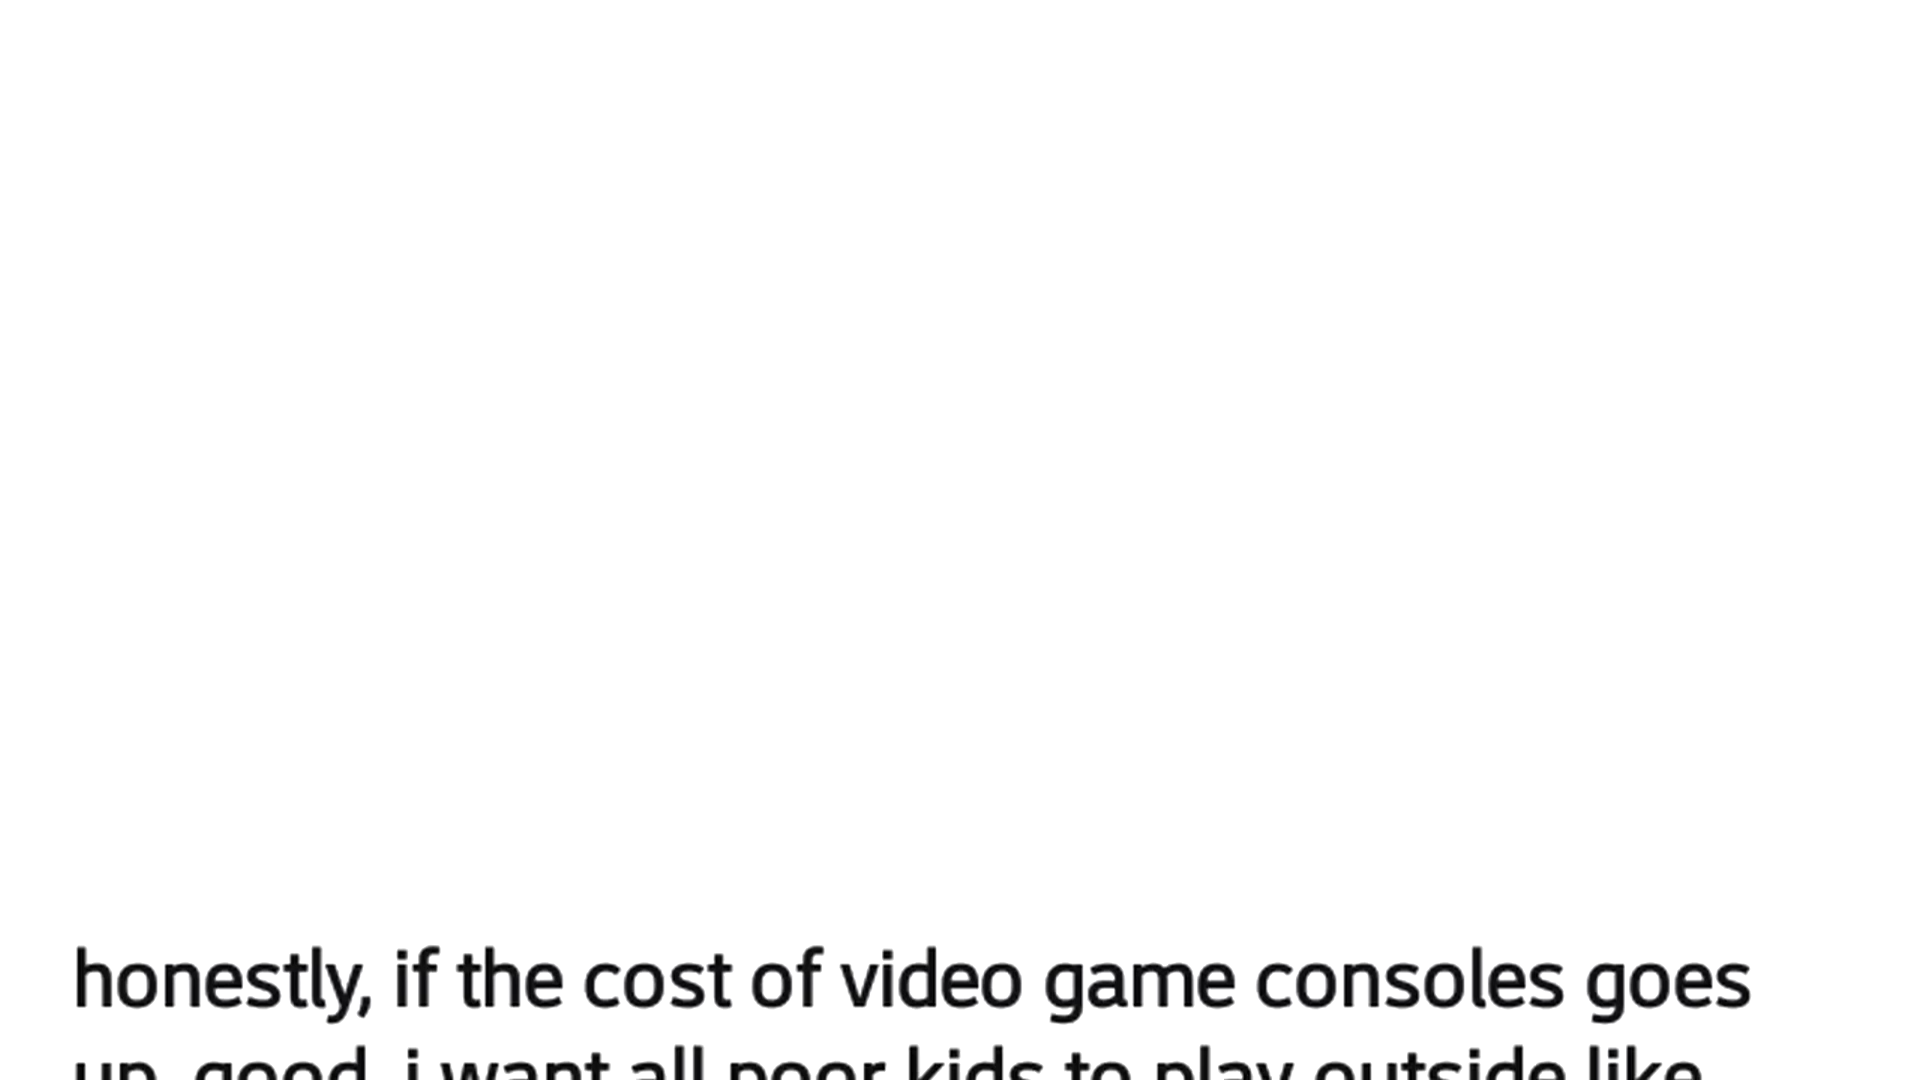 honestly, if the cost of video game consoles goes
up, good. i want all poor kids to play outside like